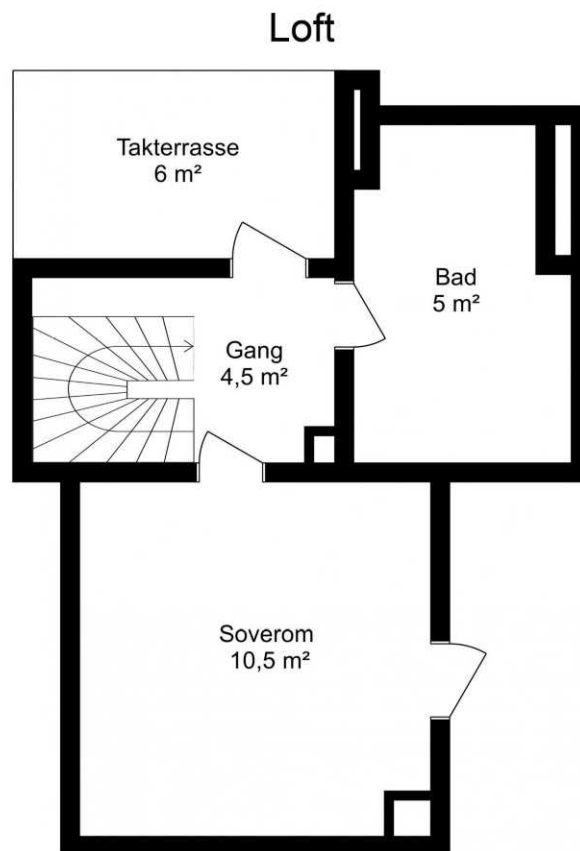 Loft
Takterrasse
6 m²
Bad
5 m²
Gang
4,5 m²
Soverom
10,5 m²